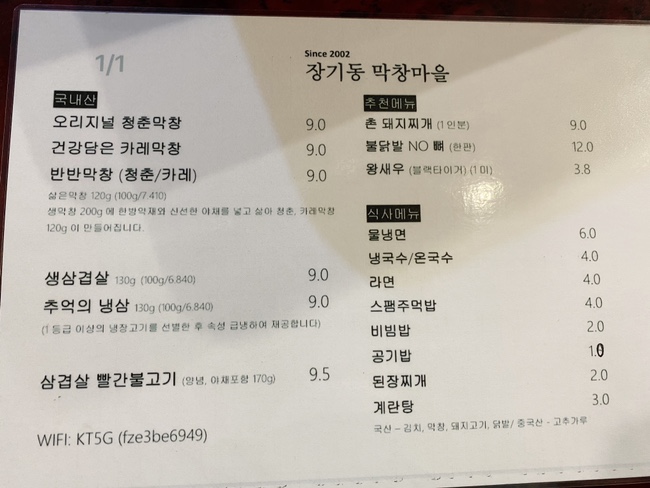 1/1
Since 2002
장기동 막창마을
국내산
오리지널 청춘막창 9.0
건강담은 카레막창 9.0
반반막창 (청춘/카레) 9.0
삶은막창 120g (100g/7.410)
생막창 200g 에 한방약재와 신선한 야채를 넣고 삶아 청춘, 카레막창
120g 이 만들어집니다.
생삼겹살 130g (100g/6.840) 9.0
추억의 냉삼 130g (100g/6.840) 9.0
(1등급 이상의 냉장고기를 선별한 후 속성 급냉하여 제공합니다)
삼겹살 빨간불고기 (양념, 야채포함 170g) 9.5
WIFI: KT5G (fze3be6949)
추천메뉴
촌 돼지찌개 (1인분) 9.0
불닭발 NO 뼈 (한판) 12.0
왕새우 (블랙타이거) (1미) 3.8
식사메뉴
물냉면 6.0
냉국수/온국수 4.0
라면 4.0
스팸주먹밥 4.0
비빔밥 2.0
공기밥 1.0
된장찌개 2.0
계란탕 3.0
국산 – 김치, 막창, 돼지고기, 닭발/ 중국산 - 고추가루